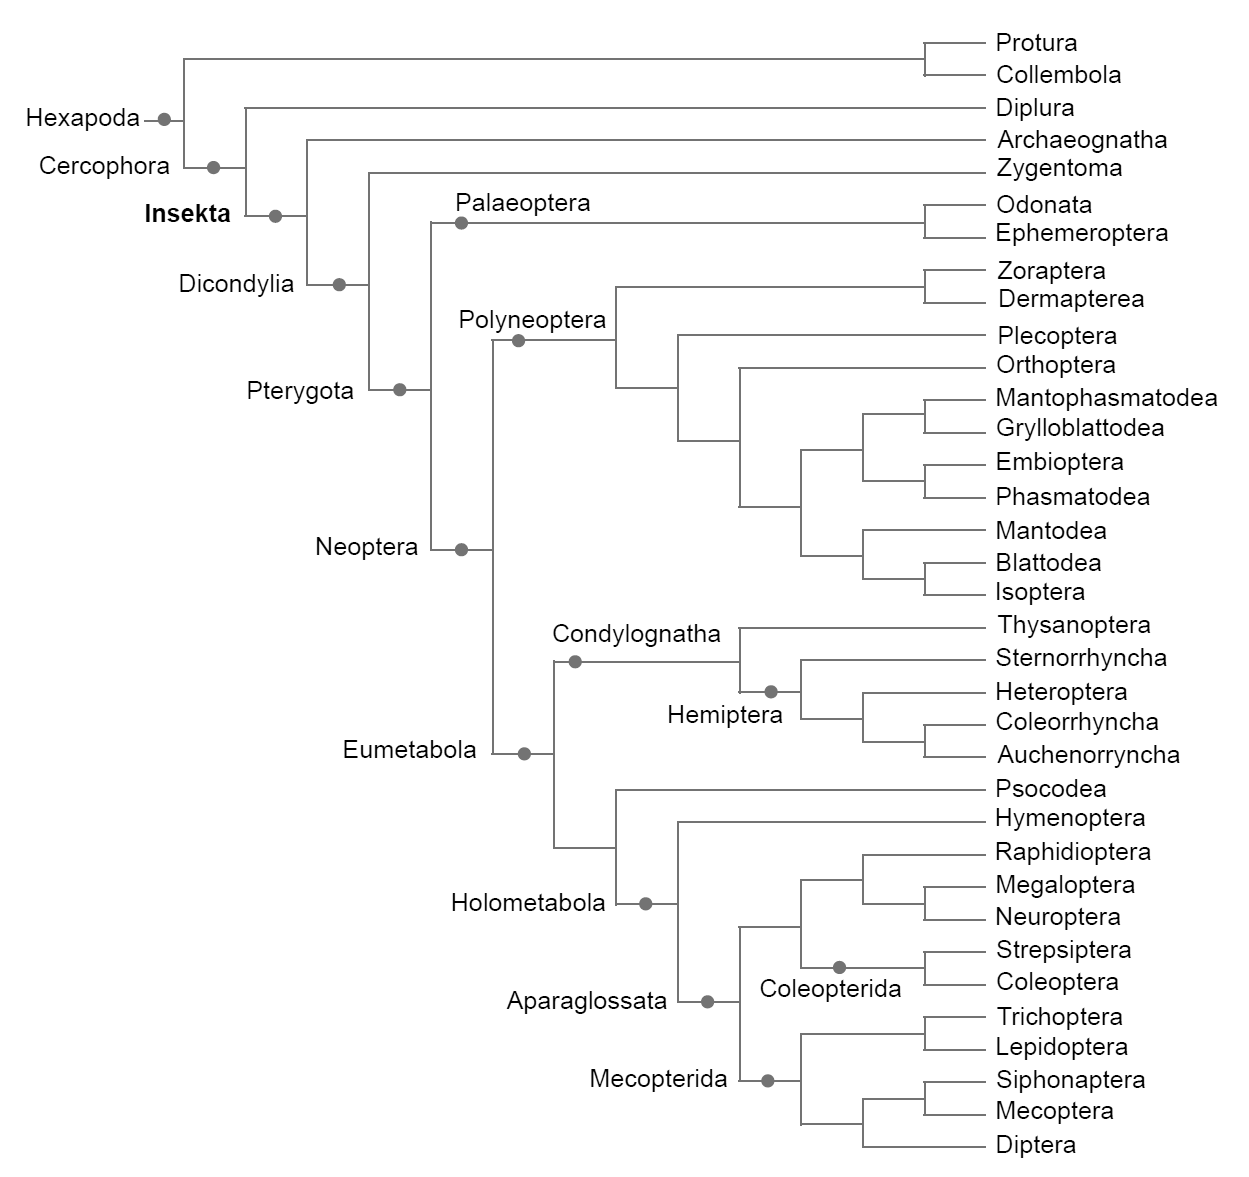 Protura
Collembola
Diplura
Hexapoda
Archaeognatha
Cercophora
Zygentoma
Palaeoptera
Odonata
Insekta
Ephemeroptera
Zoraptera
Dicondylia
Dermapterea
Polyneoptera
Plecoptera
Orthoptera
Pterygota
Mantophasmatodea
Grylloblattodea
Embioptera
Phasmatodea
Mantodea
Neoptera
Blattodea
Isoptera
Thysanoptera
Condylognatha
Sternorrhyncha
Heteroptera
Hemiptera
Coleorrhyncha
Eumetabola
Auchenorryncha
Psocodea
Hymenoptera
Raphidioptera
Megaloptera
Holometabola
Neuroptera
Strepsiptera
Coleoptera
Coleopterida
Aparaglossata
Trichoptera
Lepidoptera
Mecopterida
Siphonaptera
Mecoptera
Diptera